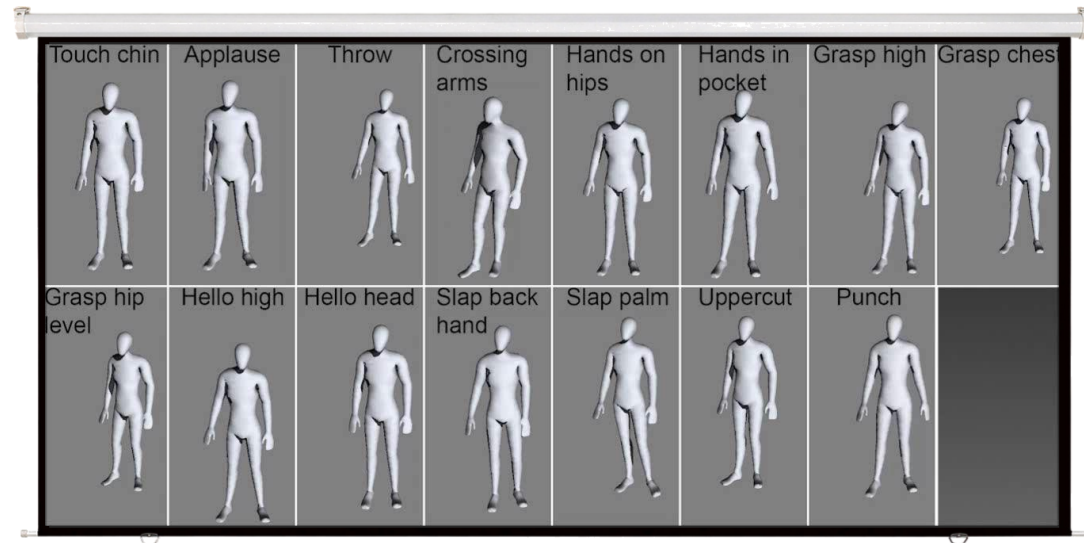 Touch chin
Applause
Throw
Crossing
arms
Hands on
hips
Hands in
pocket
Grasp high
Grasp chest
Grasp hip
level
Hello high
Hello head
Slap back
hand
Slap palm
Uppercut
Punch